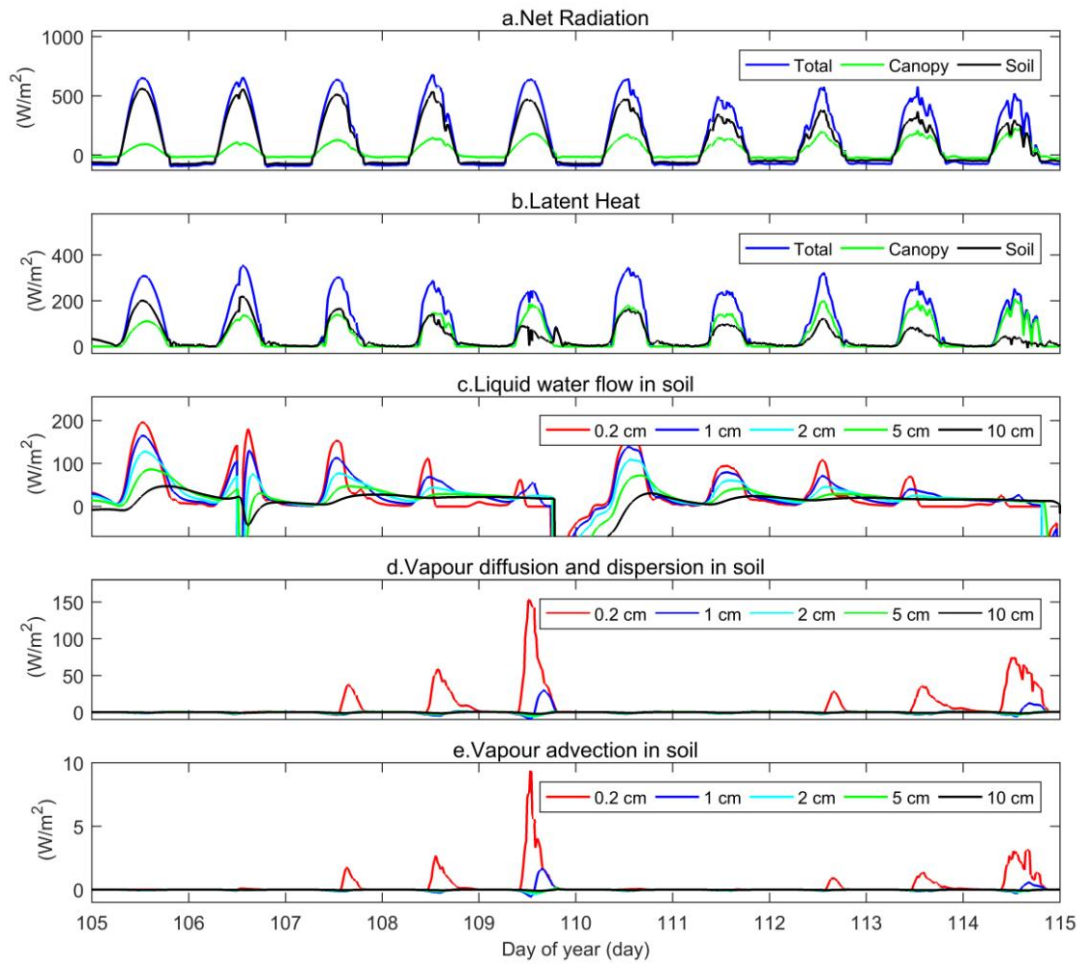 a.Net Radiation
1000
500
0
(W/m²)
Total Canopy Soil
b.Latent Heat
400
200
0
(W/m²)
Total Canopy Soil
c.Liquid water flow in soil
200
100
0
(W/m²)
0.2 cm 1 cm 2 cm 5 cm 10 cm
d.Vapour diffusion and dispersion in soil
150
100
50
0
(W/m²)
0.2 cm 1 cm 2 cm 5 cm 10 cm
e.Vapour advection in soil
10
5
0
(W/m²)
0.2 cm 1 cm 2 cm 5 cm 10 cm
105 106 107 108 109 110 111 112 113 114 115
Day of year (day)